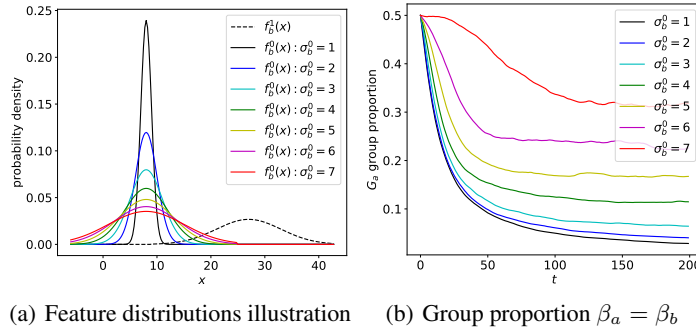 0.25
0.20
0.15
0.10
0.05
0.00
probability density
0
10
20
30
40
x
f_b^1(x)
f_b^0(x) : σ_b^0 = 1
f_b^0(x) : σ_b^0 = 2
f_b^0(x) : σ_b^0 = 3
f_b^0(x) : σ_b^0 = 4
f_b^0(x) : σ_b^0 = 5
f_b^0(x) : σ_b^0 = 6
f_b^0(x) : σ_b^0 = 7
(a) Feature distributions illustration
0.5
0.4
0.3
0.2
0.1
G_a group proportion
0
50
100
150
200
t
σ_b^0 = 1
σ_b^0 = 2
σ_b^0 = 3
σ_b^0 = 4
σ_b^0 = 5
σ_b^0 = 6
σ_b^0 = 7
(b) Group proportion β_a = β_b